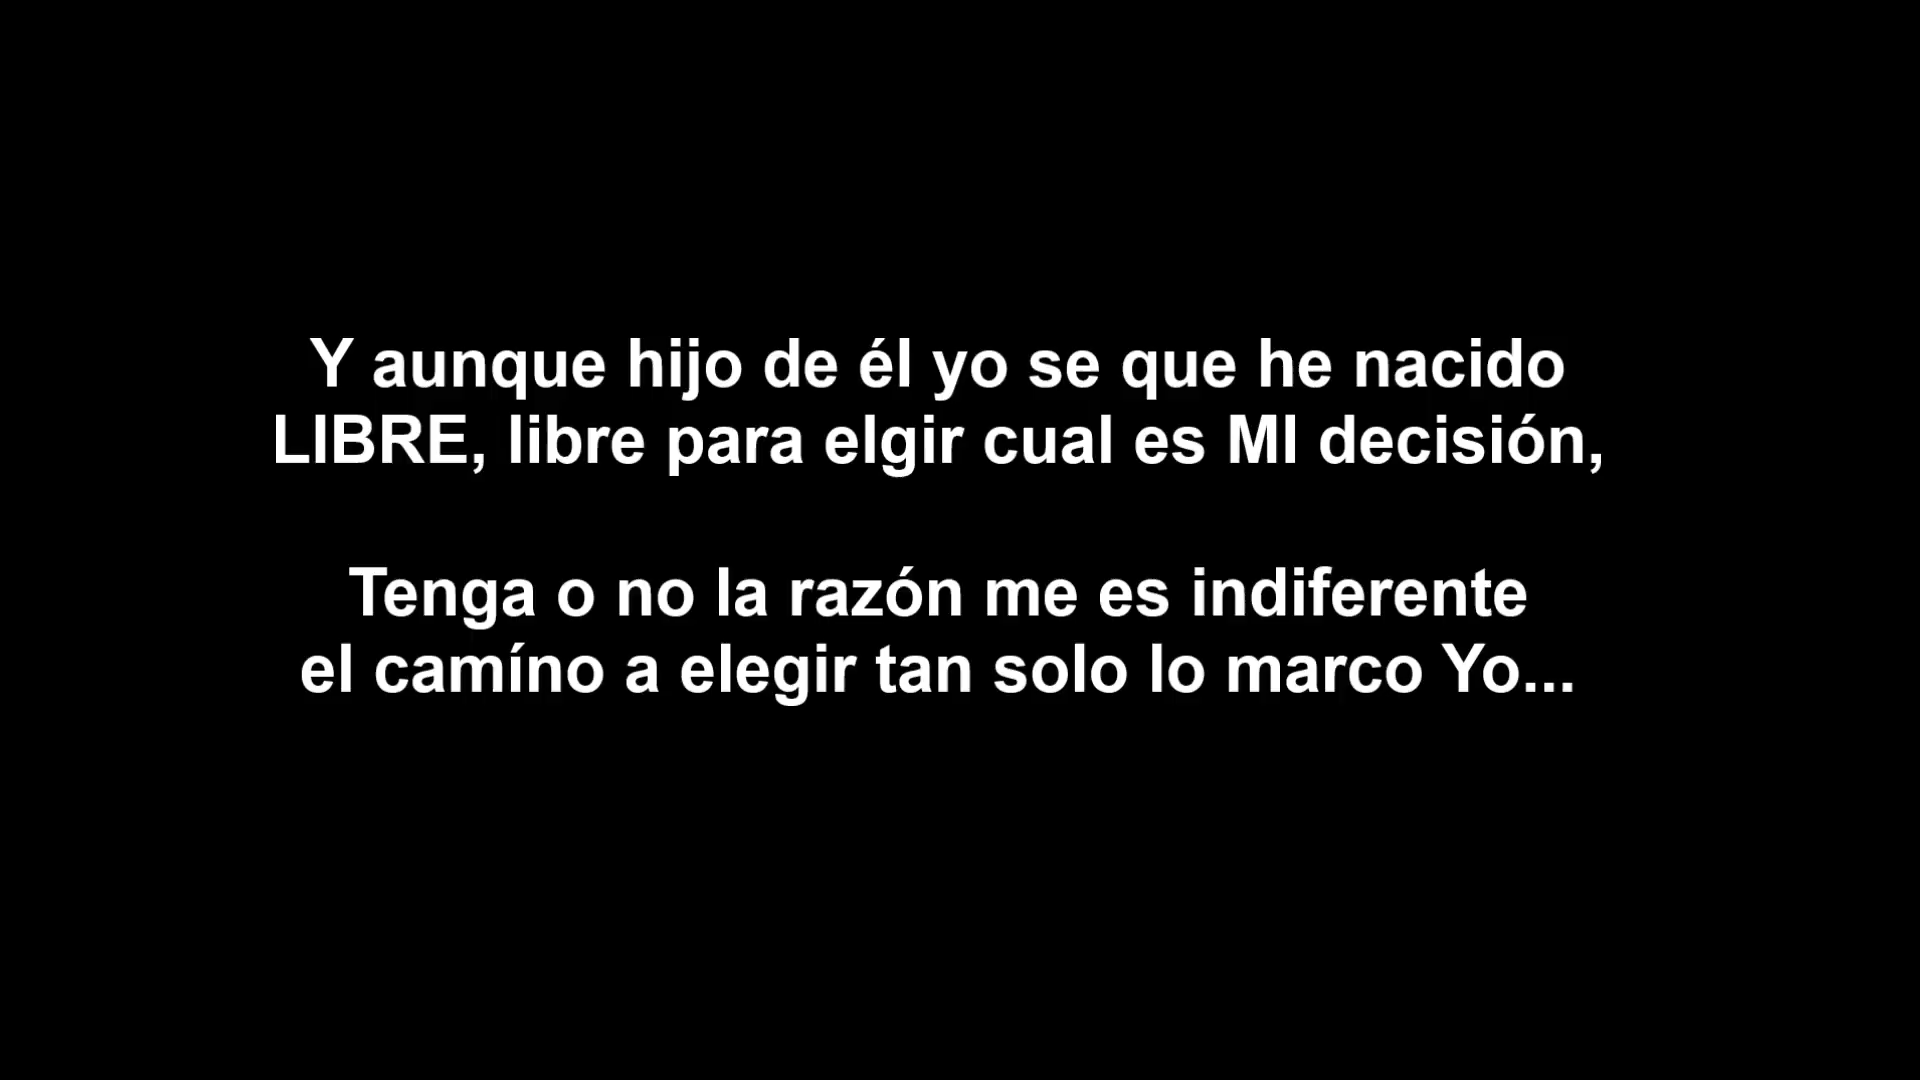 Y aunque hijo de él yo se que he nacido
LIBRE, libre para elgir cual es MI decisión,
Tenga o no la razón me es indiferente
el camíno a elegir tan solo lo marco Yo...